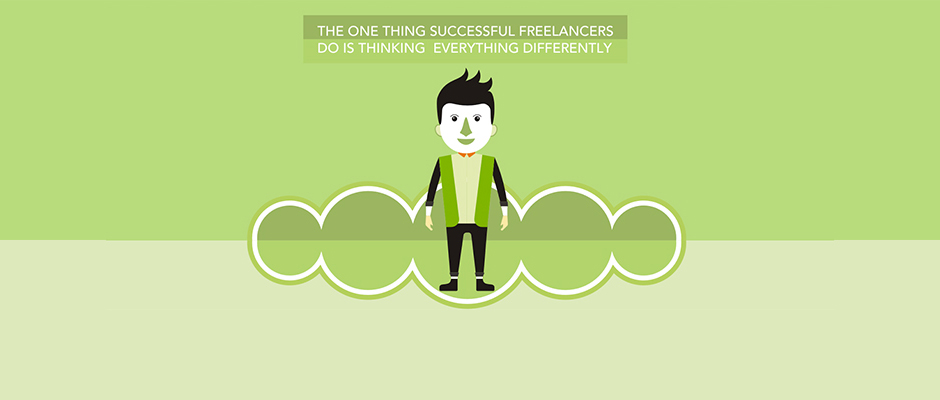 THE ONE THING SUCCESSFUL FREELANCERS
DO IS THINKING EVERYTHING DIFFERENTLY